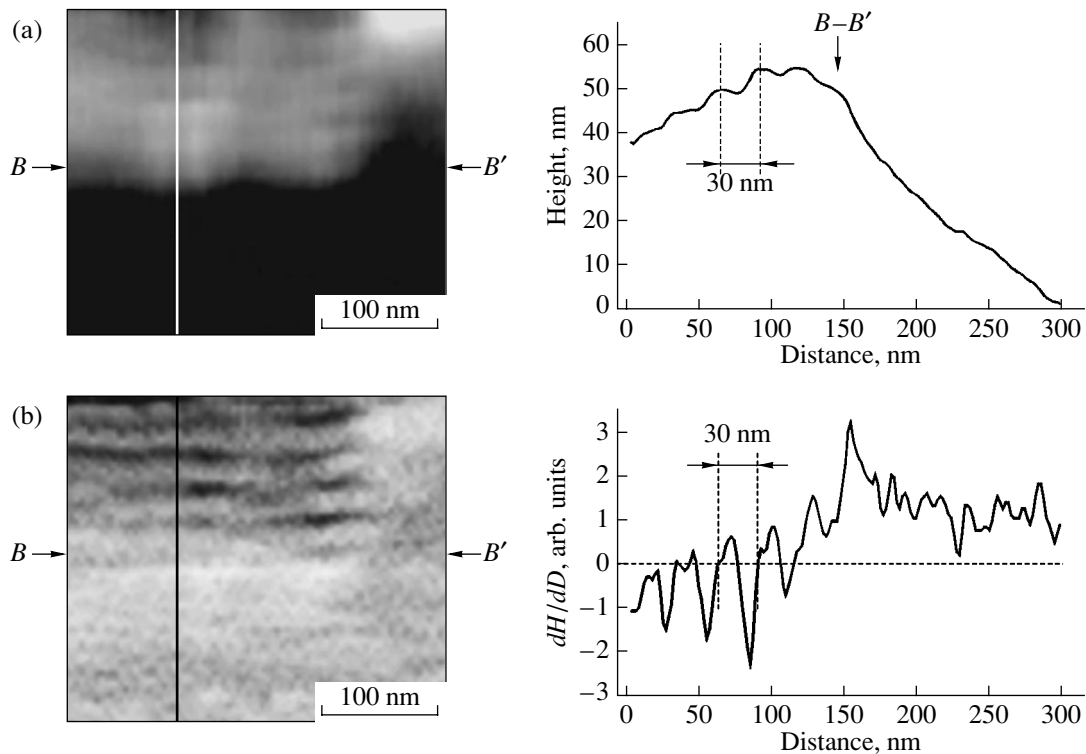 (a)
B
B′
100 nm
B–B′
60
50
40
30
20
10
0
Height, nm
30 nm
0 50 100 150 200 250 300
Distance, nm
(b)
B
B′
100 nm
3
2
1
0
−1
−2
−3
dH/dD, arb. units
30 nm
0 50 100 150 200 250 300
Distance, nm